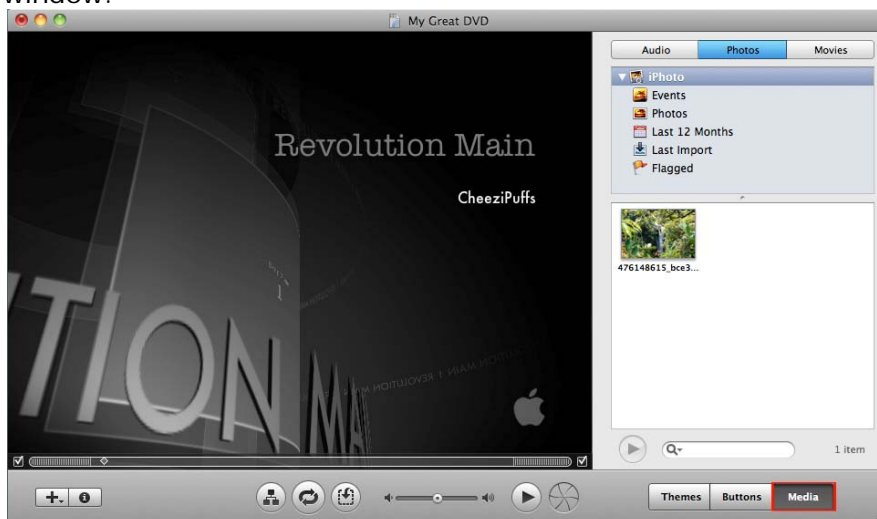 window:
My Great DVD
Audio Photos Movies
iPhoto
Events
Photos
Last 12 Months
Last Import
Flagged
Revolution Main
CheeziPuffs
TION MA
476148615_bce3...
1 item
Themes Buttons Media